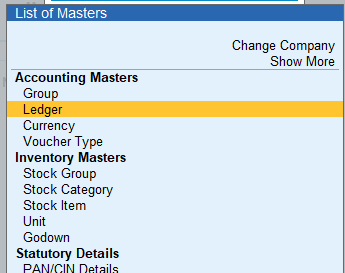 List of Masters
Change Company
Show More
Accounting Masters
Group
Ledger
Currency
Voucher Type
Inventory Masters
Stock Group
Stock Category
Stock Item
Unit
Godown
Statutory Details
PAN/CIN Details